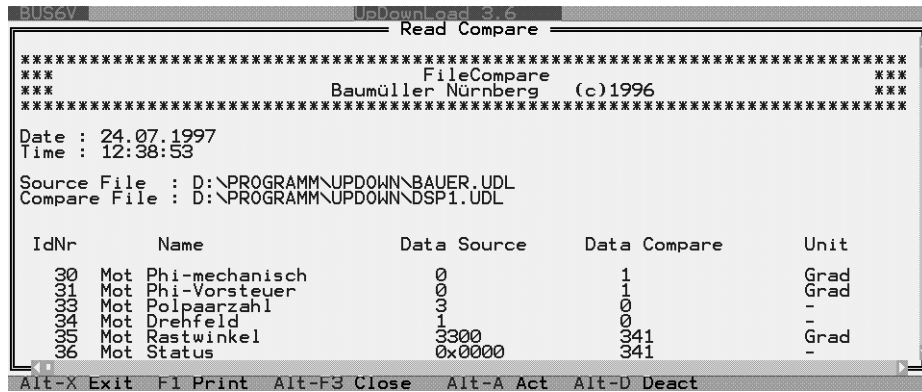 BUS6V UpDownLoad 3.6
Read Compare
*****************************************************************************
*** FileCompare ***
*** Baumüller Nürnberg (c)1996 ***
*****************************************************************************
Date : 24.07.1997
Time : 12:38:53
Source File : D:\PROGRAMM\UPDOWN\BAUER.UDL
Compare File : D:\PROGRAMM\UPDOWN\DSP1.UDL
IdNr Name Data Source Data Compare Unit
30 Mot Phi-mechanisch 0 1 Grad
31 Mot Phi-Vorsteuer 0 1 Grad
33 Mot Polpaarzahl 3 0 -
34 Mot Drehfeld 1 0 -
35 Mot Rastwinkel 3300 341 Grad
36 Mot Status 0x0000 341 -
Alt-X Exit F1 Print Alt-F3 Close Alt-A Act Alt-D Deact